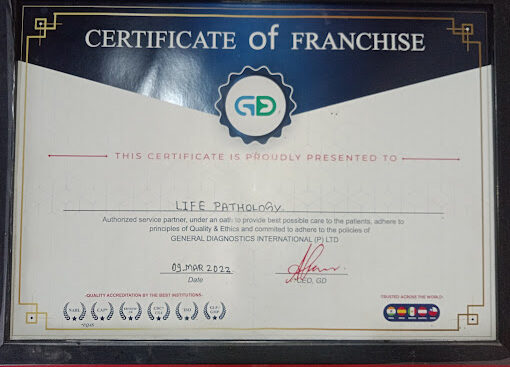 CERTIFICATE of FRANCHISE
GD
THIS CERTIFICATE IS PROUDLY PRESENTED TO
LIFE PATHOLOGY
Authorized service partner, under an oath to provide best possible care to the patients, adhere to
principles of Quality & Ethics and commited to adhere to the policies of
GENERAL DIAGNOSTICS INTERNATIONAL (P) LTD
09.MAR 2022
Date
CEO, GD
-QUALITY ACCREDITATION BY THE BEST INSTITUTIONS-
TRUSTED ACROSS THE WORLD-
NABL
CAP*
ISO